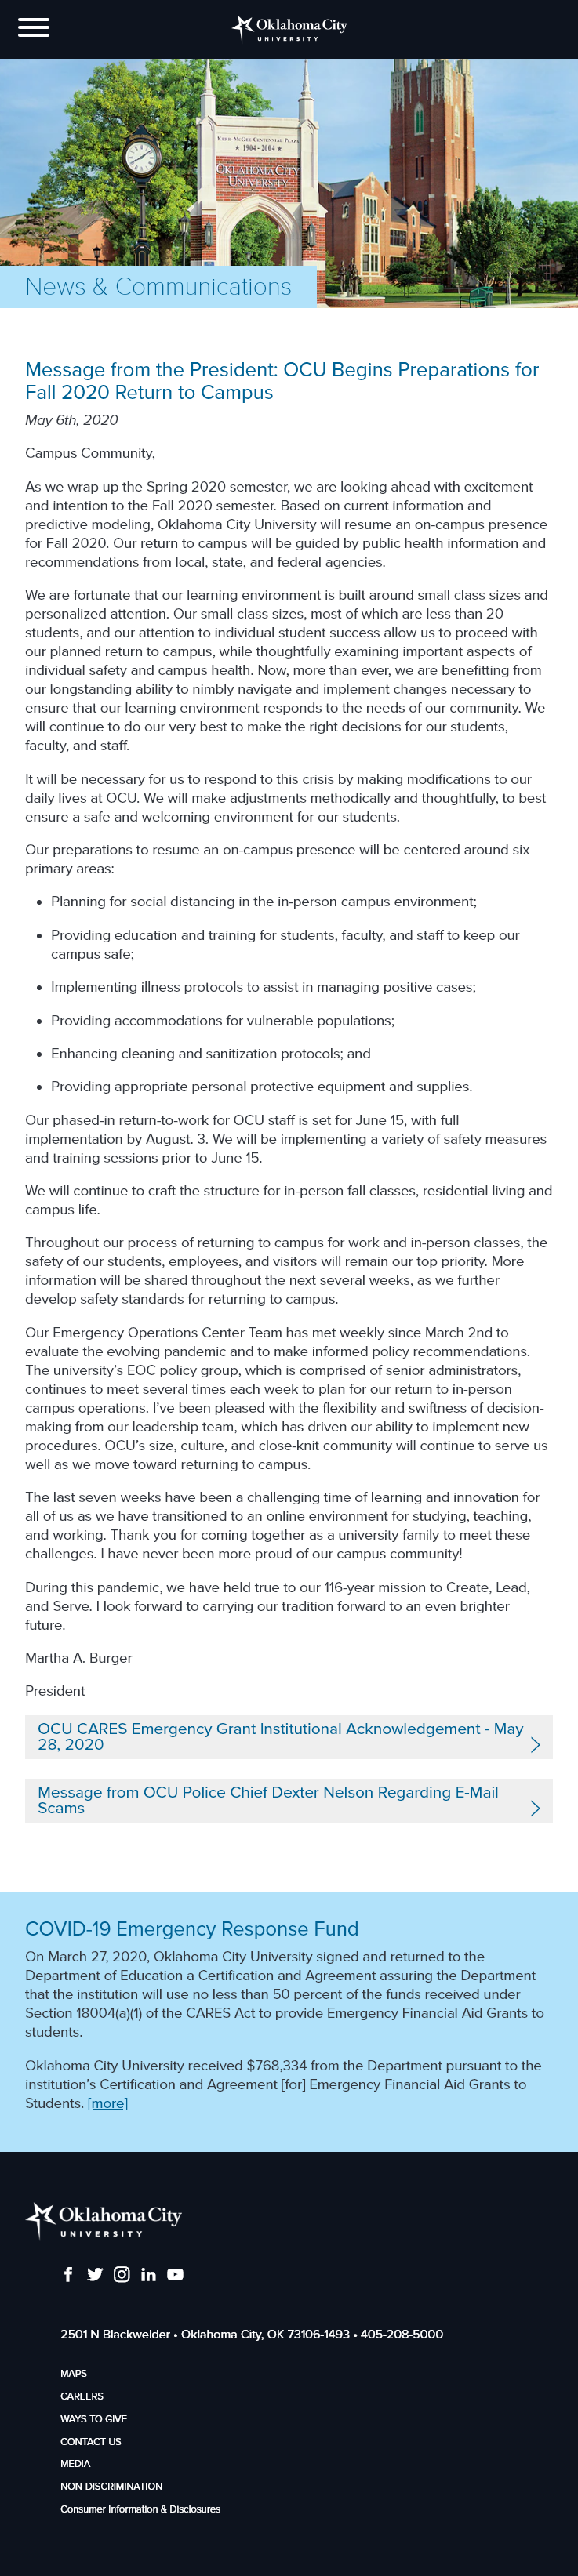 Oklahoma City
UNIVERSITY
KERR-MCGEE CENTENNIAL PLAZA
★ 1904 - 2004 ★
OKLAHOMA CITY
UNIVERSITY
News & Communications
Message from the President: OCU Begins Preparations for
Fall 2020 Return to Campus
May 6th, 2020
Campus Community,
As we wrap up the Spring 2020 semester, we are looking ahead with excitement
and intention to the Fall 2020 semester. Based on current information and
predictive modeling, Oklahoma City University will resume an on-campus presence
for Fall 2020. Our return to campus will be guided by public health information and
recommendations from local, state, and federal agencies.
We are fortunate that our learning environment is built around small class sizes and
personalized attention. Our small class sizes, most of which are less than 20
students, and our attention to individual student success allow us to proceed with
our planned return to campus, while thoughtfully examining important aspects of
individual safety and campus health. Now, more than ever, we are benefitting from
our longstanding ability to nimbly navigate and implement changes necessary to
ensure that our learning environment responds to the needs of our community. We
will continue to do our very best to make the right decisions for our students,
faculty, and staff.
It will be necessary for us to respond to this crisis by making modifications to our
daily lives at OCU. We will make adjustments methodically and thoughtfully, to best
ensure a safe and welcoming environment for our students.
Our preparations to resume an on-campus presence will be centered around six
primary areas:
• Planning for social distancing in the in-person campus environment;
• Providing education and training for students, faculty, and staff to keep our
campus safe;
• Implementing illness protocols to assist in managing positive cases;
• Providing accommodations for vulnerable populations;
• Enhancing cleaning and sanitization protocols; and
• Providing appropriate personal protective equipment and supplies.
Our phased-in return-to-work for OCU staff is set for June 15, with full
implementation by August. 3. We will be implementing a variety of safety measures
and training sessions prior to June 15.
We will continue to craft the structure for in-person fall classes, residential living and
campus life.
Throughout our process of returning to campus for work and in-person classes, the
safety of our students, employees, and visitors will remain our top priority. More
information will be shared throughout the next several weeks, as we further
develop safety standards for returning to campus.
Our Emergency Operations Center Team has met weekly since March 2nd to
evaluate the evolving pandemic and to make informed policy recommendations.
The university’s EOC policy group, which is comprised of senior administrators,
continues to meet several times each week to plan for our return to in-person
campus operations. I’ve been pleased with the flexibility and swiftness of decision-
making from our leadership team, which has driven our ability to implement new
procedures. OCU’s size, culture, and close-knit community will continue to serve us
well as we move toward returning to campus.
The last seven weeks have been a challenging time of learning and innovation for
all of us as we have transitioned to an online environment for studying, teaching,
and working. Thank you for coming together as a university family to meet these
challenges. I have never been more proud of our campus community!
During this pandemic, we have held true to our 116-year mission to Create, Lead,
and Serve. I look forward to carrying our tradition forward to an even brighter
future.
Martha A. Burger
President
OCU CARES Emergency Grant Institutional Acknowledgement - May
28, 2020
Message from OCU Police Chief Dexter Nelson Regarding E-Mail
Scams
COVID-19 Emergency Response Fund
On March 27, 2020, Oklahoma City University signed and returned to the
Department of Education a Certification and Agreement assuring the Department
that the institution will use no less than 50 percent of the funds received under
Section 18004(a)(1) of the CARES Act to provide Emergency Financial Aid Grants to
students.
Oklahoma City University received $768,334 from the Department pursuant to the
institution’s Certification and Agreement [for] Emergency Financial Aid Grants to
Students. [more]
Oklahoma City
UNIVERSITY
2501 N Blackwelder • Oklahoma City, OK 73106-1493 • 405-208-5000
MAPS
CAREERS
WAYS TO GIVE
CONTACT US
MEDIA
NON-DISCRIMINATION
Consumer Information & Disclosures